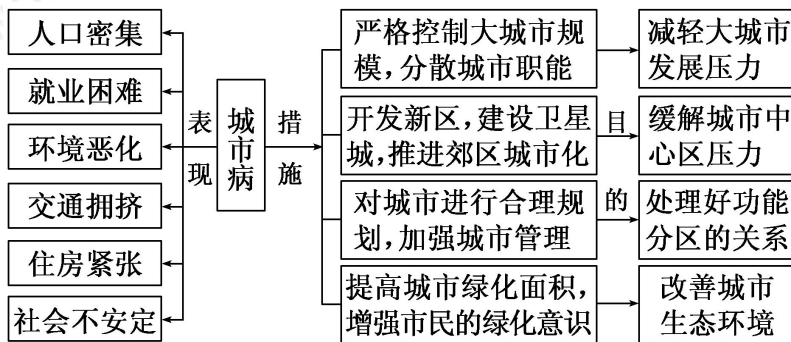 人口密集
就业困难
环境恶化
交通拥挤
住房紧张
社会不安定
表现
城市病
措施
严格控制大城市规
模,分散城市职能
开发新区,建设卫星
城,推进郊区城市化
对城市进行合理规
划,加强城市管理
提高城市绿化面积,
增强市民的绿化意识
目的
减轻大城市
发展压力
缓解城市中
心区压力
处理好功能
分区的关系
改善城市
生态环境